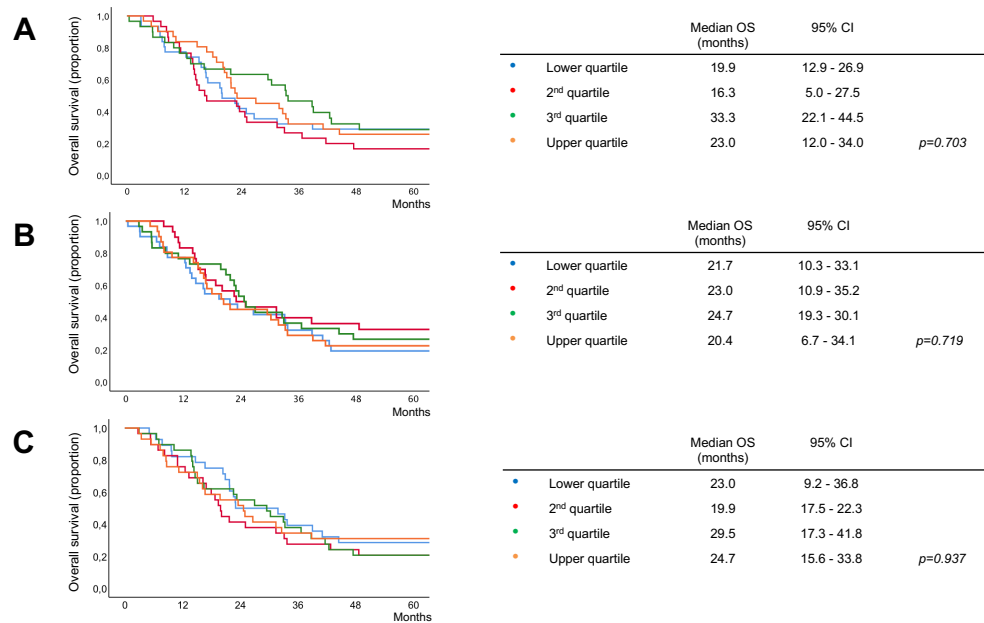 A
Overall survival (proportion)
1,0
0,8
0,6
0,4
0,2
0,0
0 12 24 36 48 60
Months
Median OS (months) 95% CI
Lower quartile 19.9 12.9 - 26.9
2nd quartile 16.3 5.0 - 27.5
3rd quartile 33.3 22.1 - 44.5
Upper quartile 23.0 12.0 - 34.0 p=0.703
B
Overall survival (proportion)
1,0
0,8
0,6
0,4
0,2
0,0
0 12 24 36 48 60
Months
Median OS (months) 95% CI
Lower quartile 21.7 10.3 - 33.1
2nd quartile 23.0 10.9 - 35.2
3rd quartile 24.7 19.3 - 30.1
Upper quartile 20.4 6.7 - 34.1 p=0.719
C
Overall survival (proportion)
1,0
0,8
0,6
0,4
0,2
0,0
0 12 24 36 48 60
Months
Median OS (months) 95% CI
Lower quartile 23.0 9.2 - 36.8
2nd quartile 19.9 17.5 - 22.3
3rd quartile 29.5 17.3 - 41.8
Upper quartile 24.7 15.6 - 33.8 p=0.937